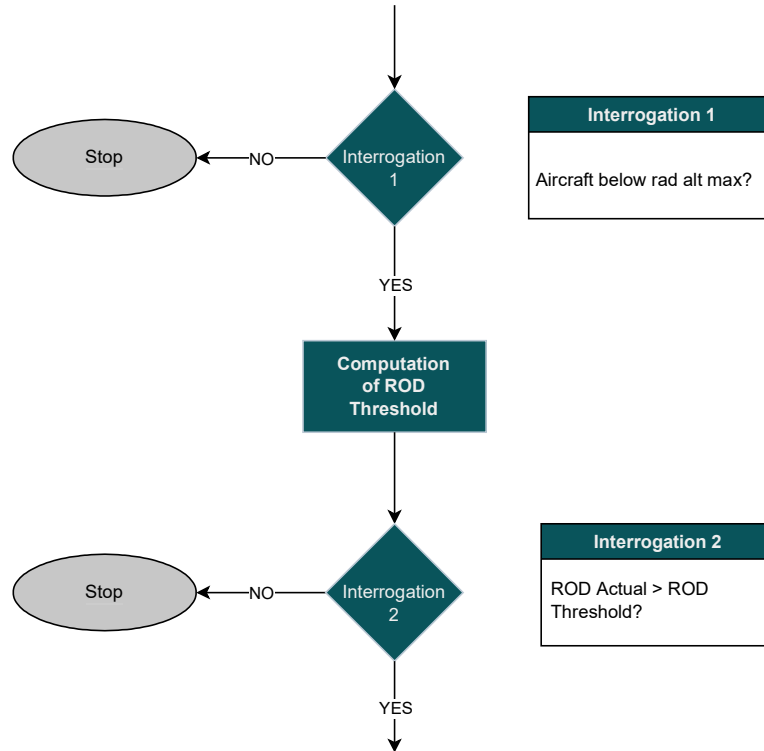 Interrogation 1
Stop
NO
Interrogation
1
Aircraft below rad alt max?
YES
Computation
of ROD
Threshold
Interrogation 2
Stop
NO
Interrogation
2
ROD Actual > ROD
Threshold?
YES